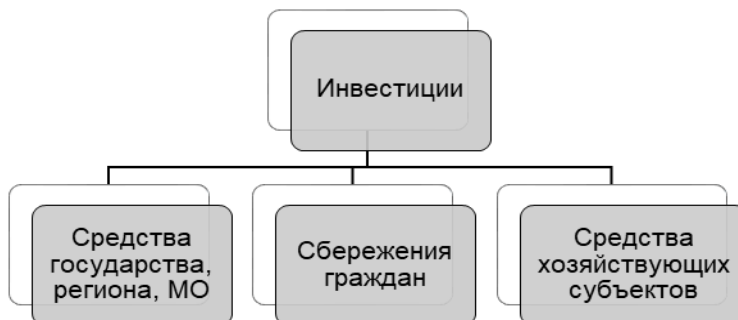 Инвестиции
Средства
государства,
региона, МО
Сбережения
граждан
Средства
хозяйствующих
субъектов